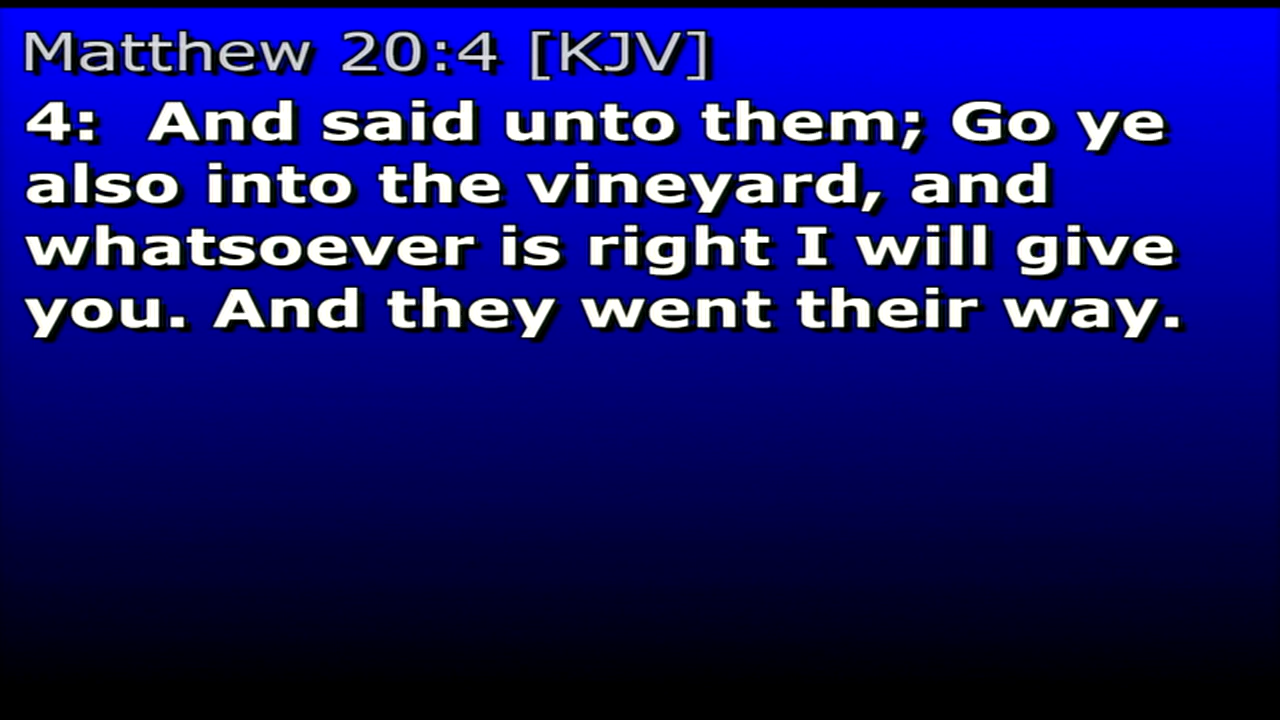 Matthew 20:4 [KJV]
4: And said unto them; Go ye
also into the vineyard, and
whatsoever is right I will give
you. And they went their way.